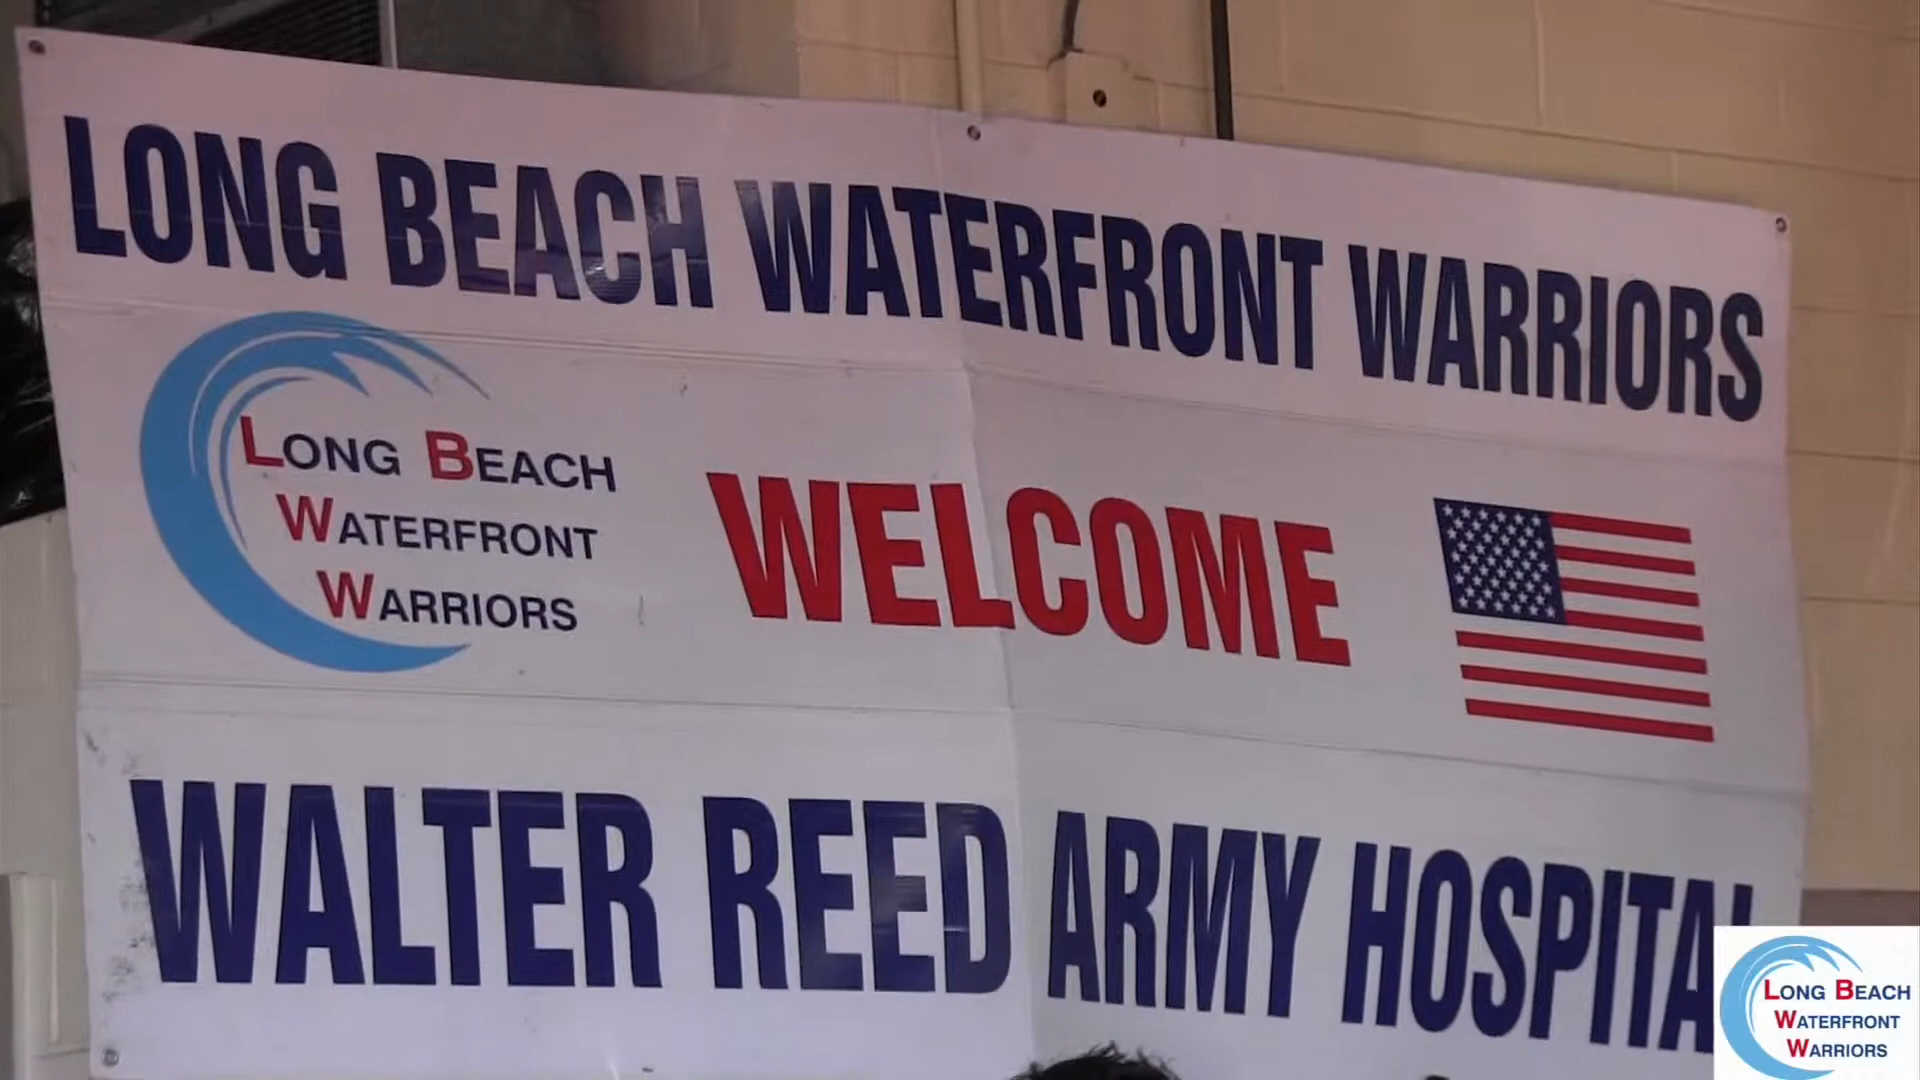 LONG BEACH WATERFRONT WARRIORS
LONG BEACH
WATERFRONT
WARRIORS
WELCOME
WALTER REED ARMY HOSPITAL
LONG BEACH
WATERFRONT
WARRIORS